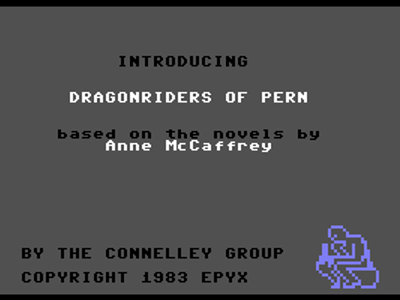 INTRODUCING
DRAGONRIDERS OF PERN
based on the novels by
Anne McCaffrey
BY THE CONNELLEY GROUP
COPYRIGHT 1983 EPYX